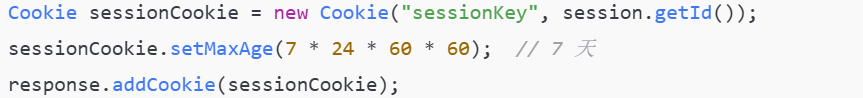 Cookie sessionCookie = new Cookie("sessionKey", session.getId());
sessionCookie.setMaxAge(7 * 24 * 60 * 60);  // 7 天
response.addCookie(sessionCookie);